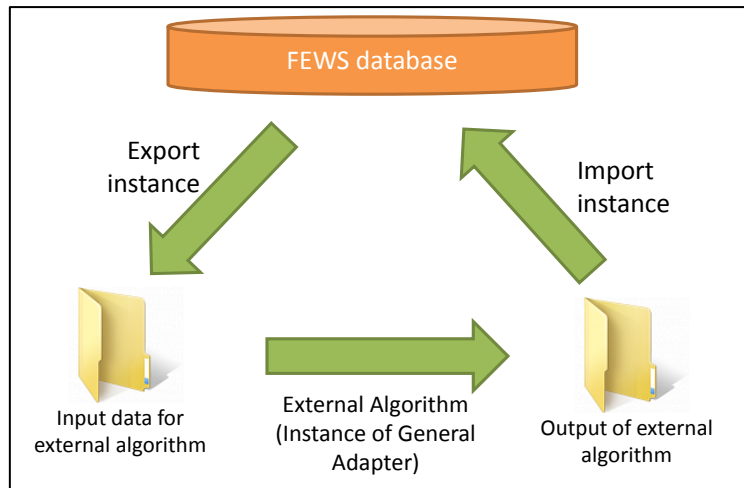 FEWS database
Export
instance
Import
instance
Input data for
external algorithm
External Algorithm
(Instance of General
Adapter)
Output of external
algorithm